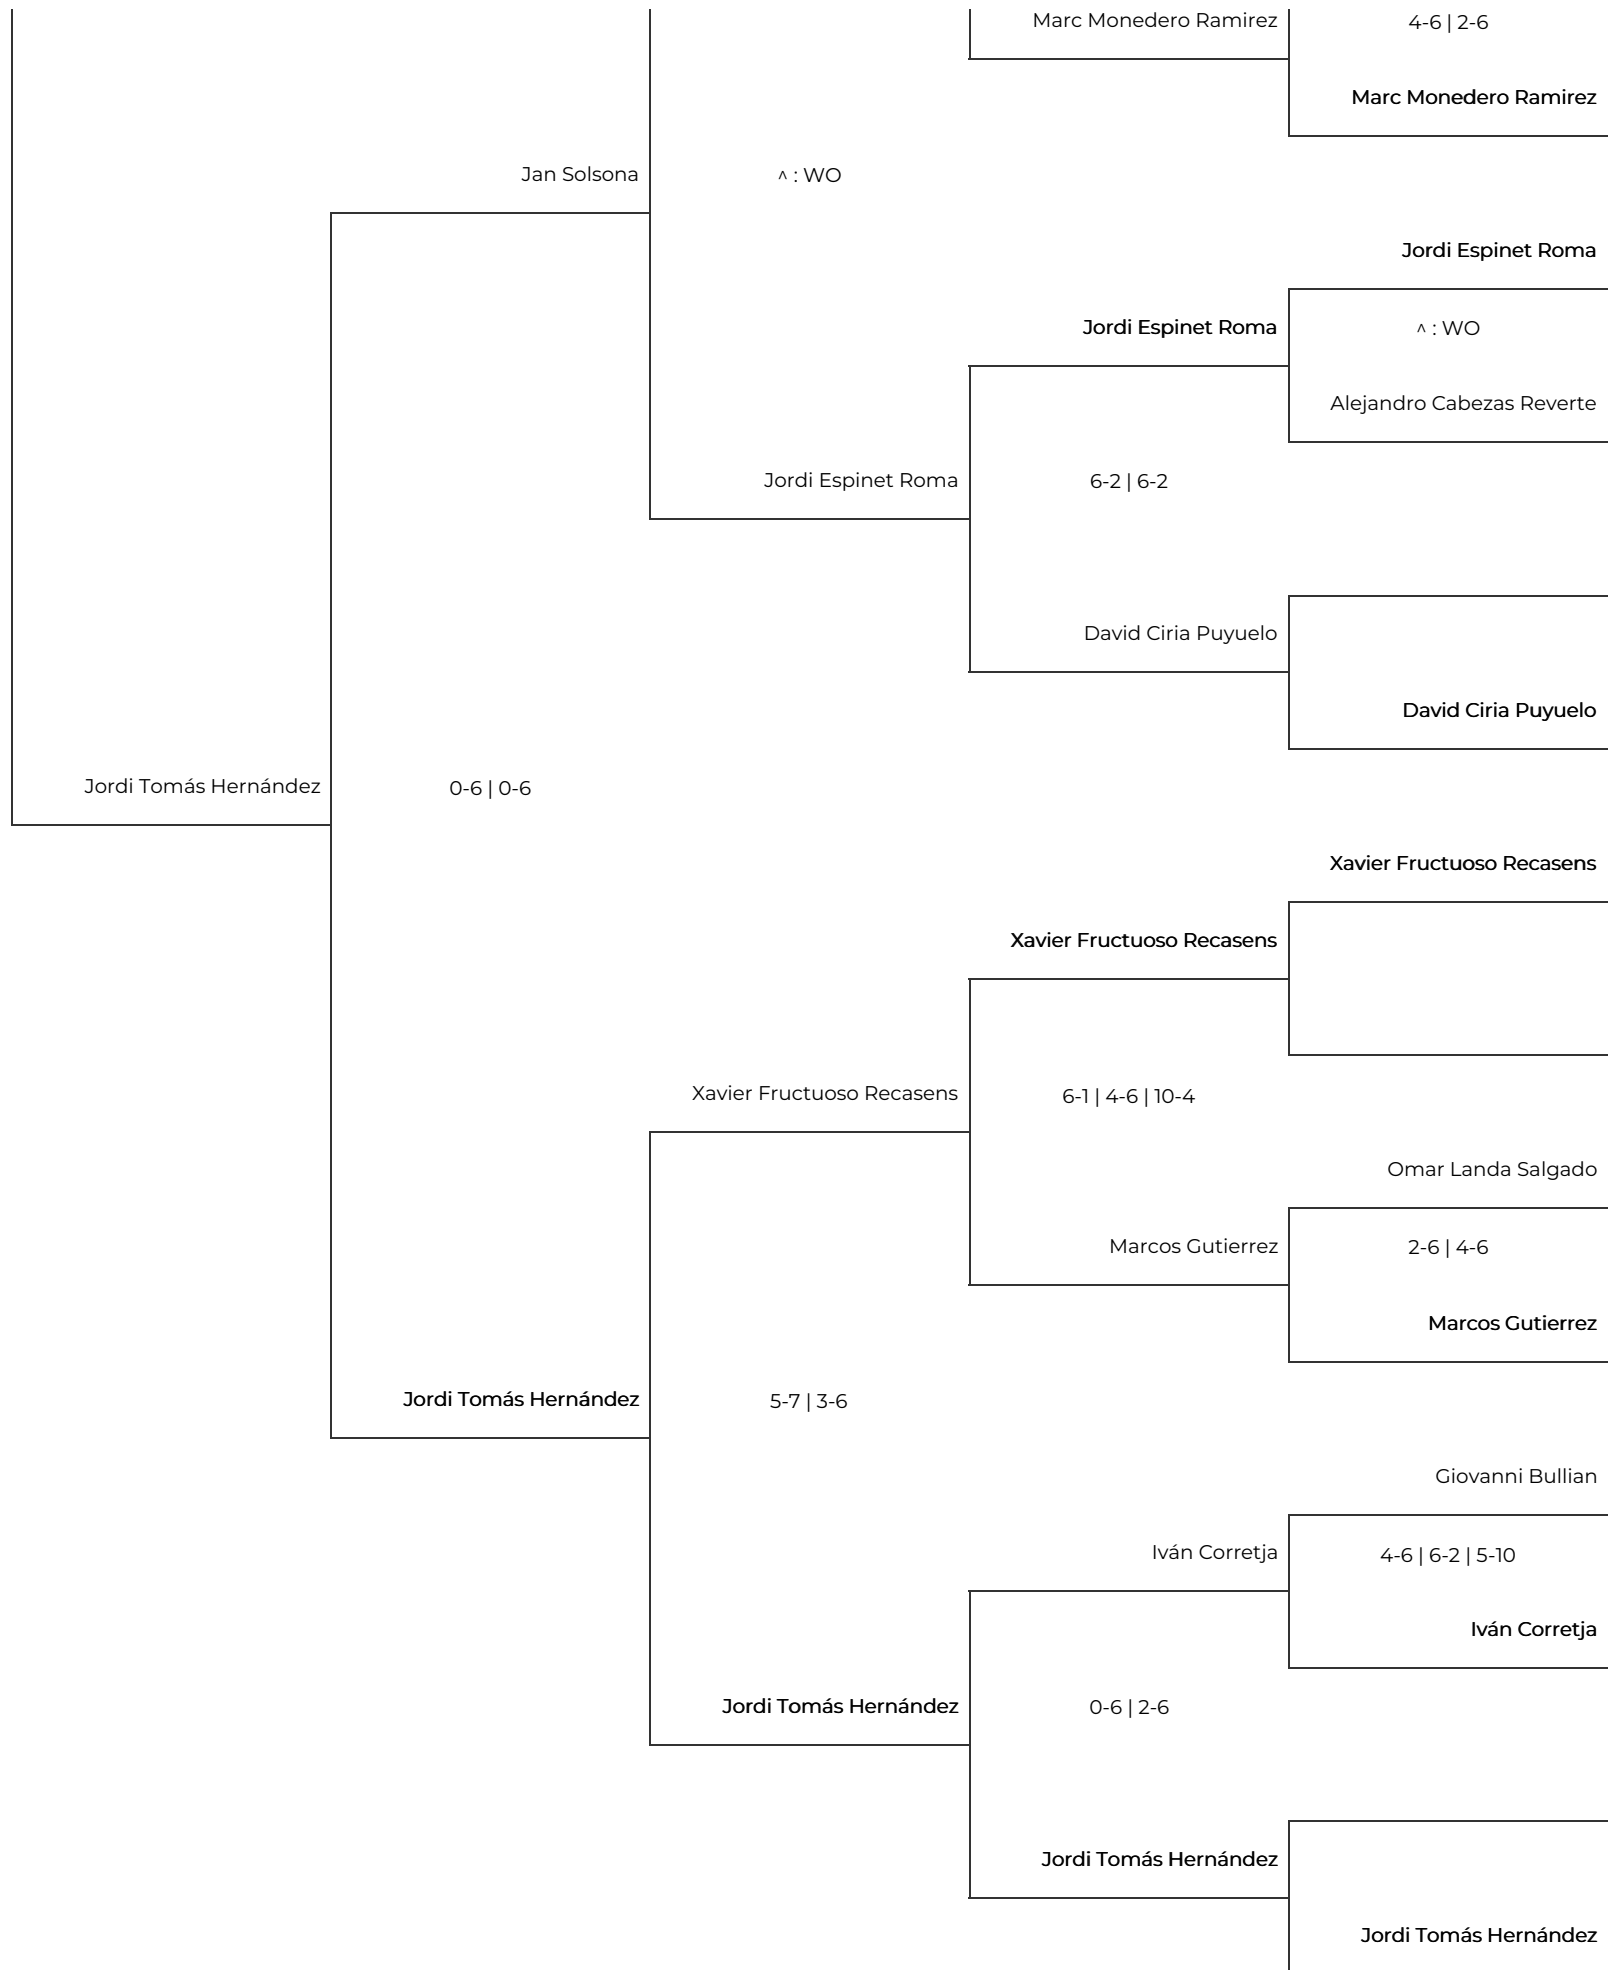 Marc Monedero Ramirez
4-6 | 2-6
Marc Monedero Ramirez
Jan Solsona
^ : WO
Jordi Espinet Roma
Jordi Espinet Roma
^ : WO
Alejandro Cabezas Reverte
Jordi Espinet Roma
6-2 | 6-2
David Ciria Puyuelo
David Ciria Puyuelo
Jordi Tomás Hernández
0-6 | 0-6
Xavier Fructuoso Recasens
Xavier Fructuoso Recasens
Xavier Fructuoso Recasens
6-1 | 4-6 | 10-4
Omar Landa Salgado
Marcos Gutierrez
2-6 | 4-6
Marcos Gutierrez
Jordi Tomás Hernández
5-7 | 3-6
Giovanni Bullian
Iván Corretja
4-6 | 6-2 | 5-10
Iván Corretja
Jordi Tomás Hernández
0-6 | 2-6
Jordi Tomás Hernández
Jordi Tomás Hernández